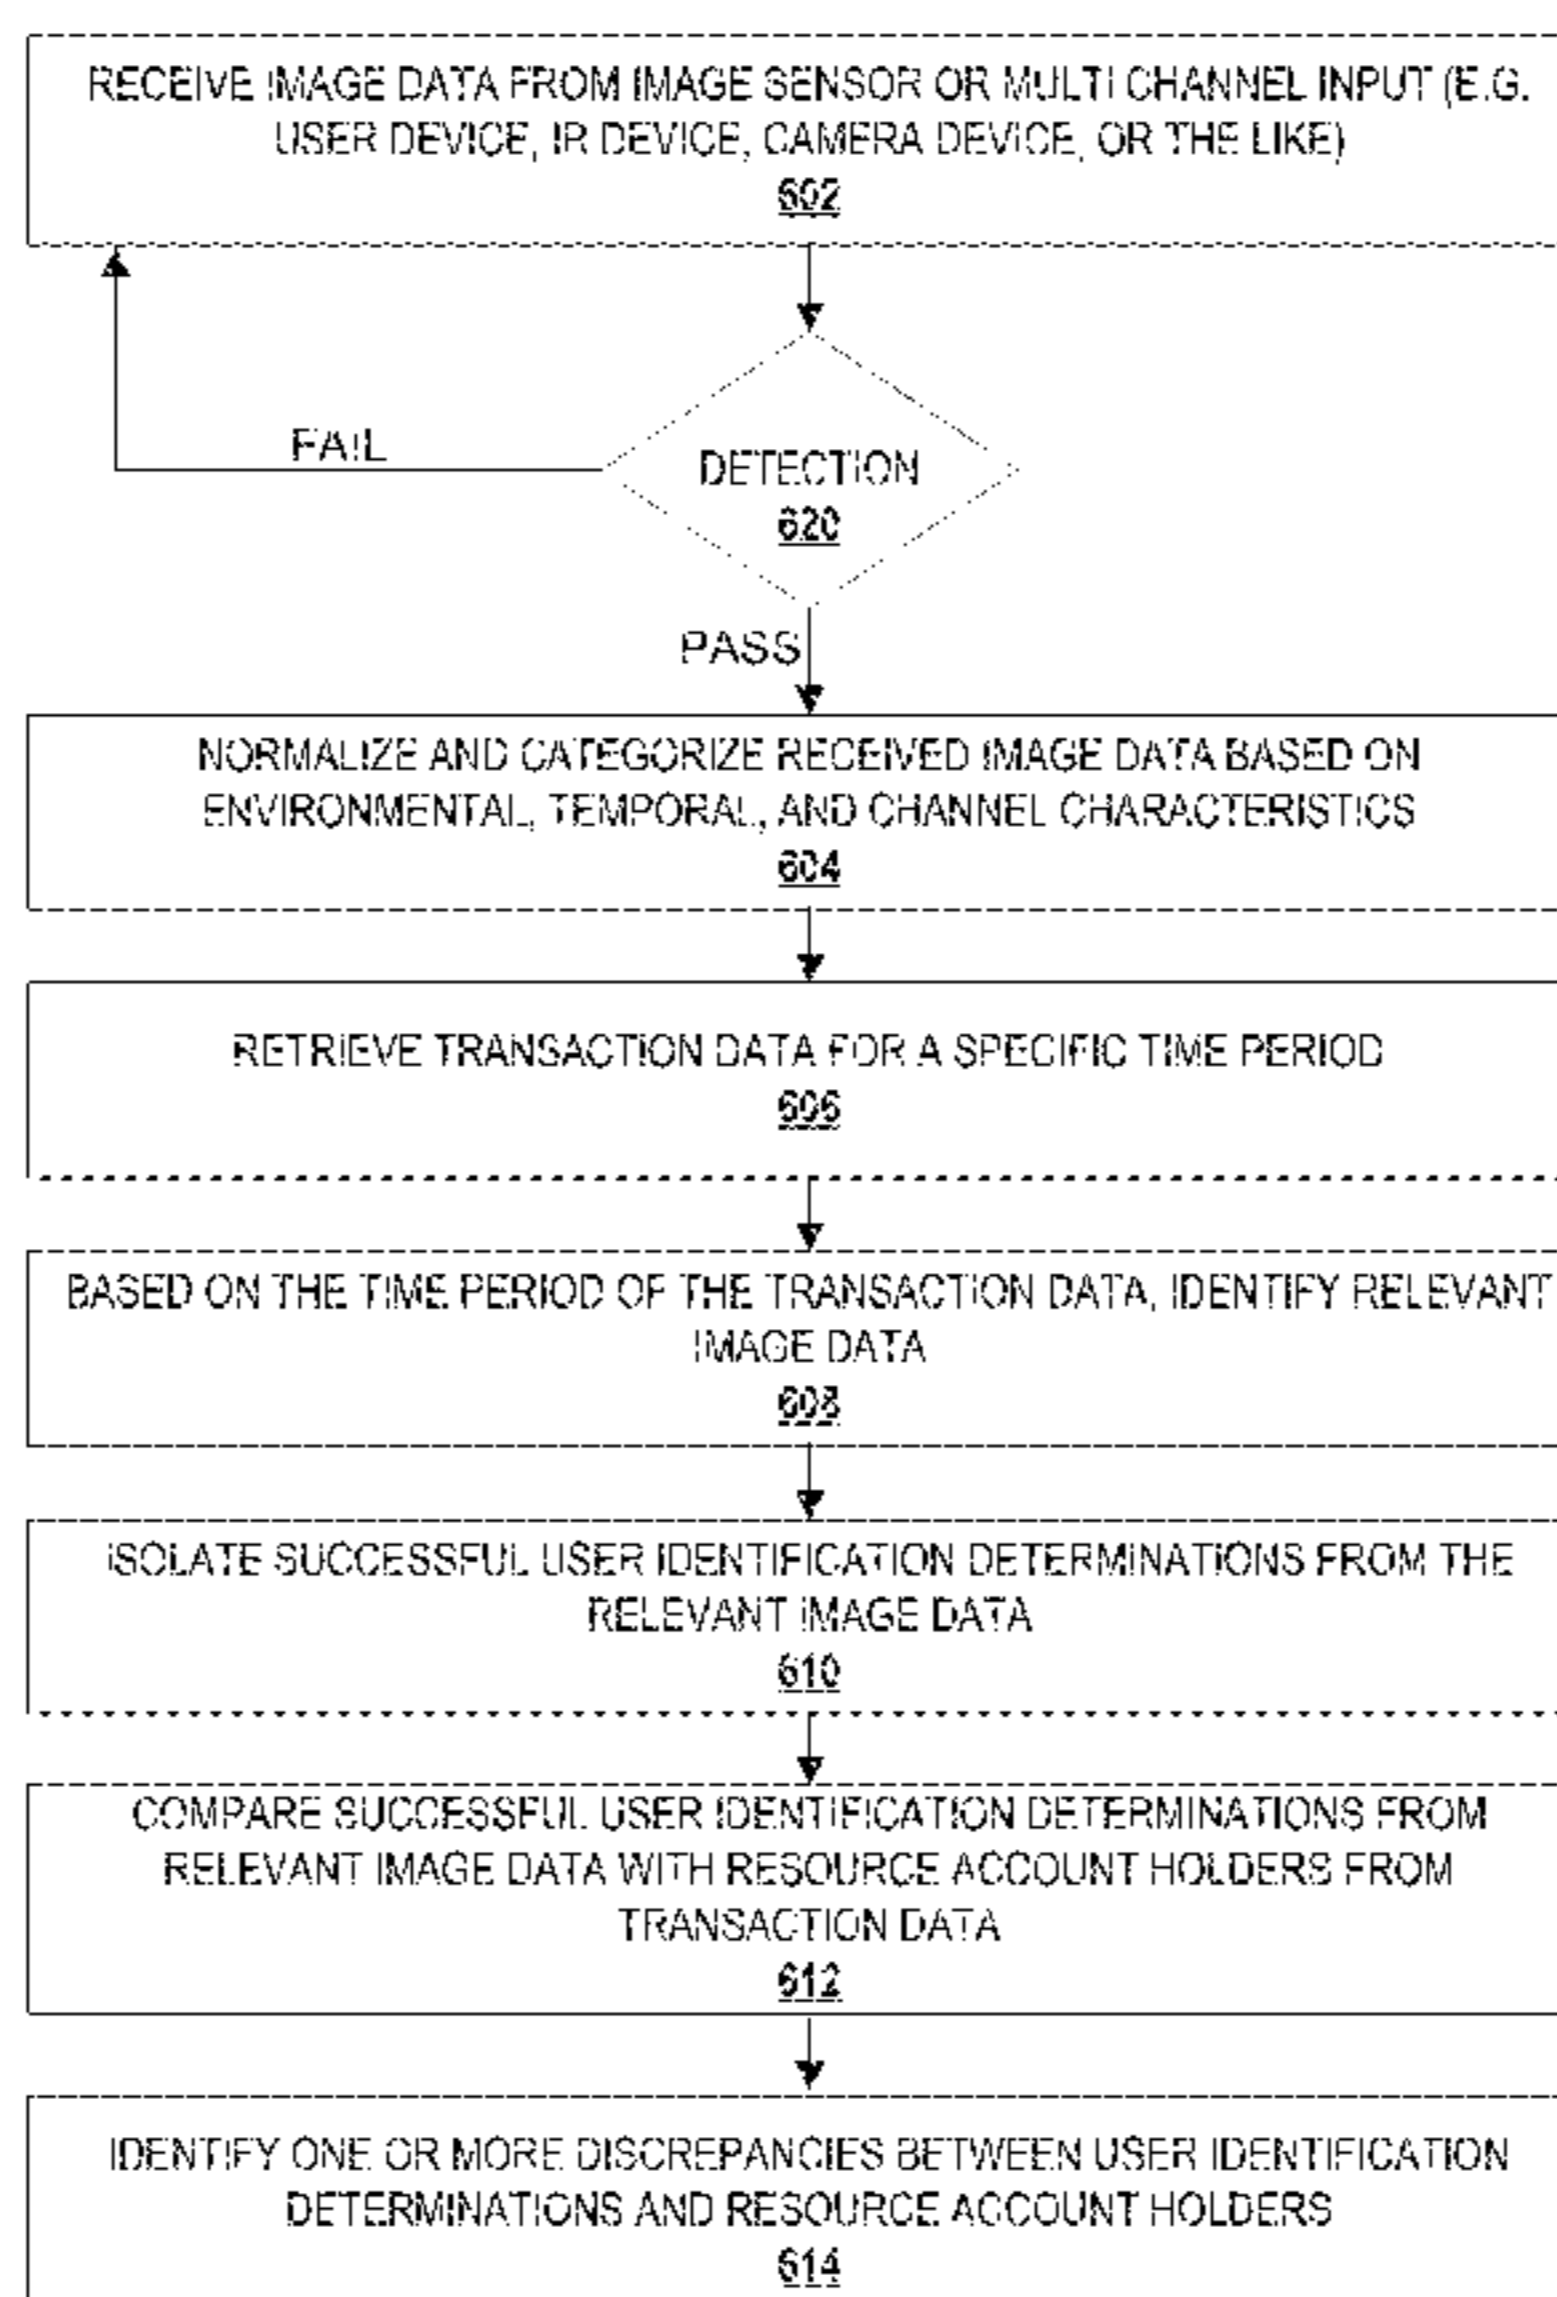 RECEIVE IMAGE DATA FROM IMAGE SENSOR OR MULTI CHANNEL INPUT (E.G.
USER DEVICE, IR DEVICE, CAMERA DEVICE, OR THE LIKE)
602
FAIL
DETECTION
620
PASS
NORMALIZE AND CATEGORIZE RECEIVED IMAGE DATA BASED ON
ENVIRONMENTAL, TEMPORAL, AND CHANNEL CHARACTERISTICS
604
RETRIEVE TRANSACTION DATA FOR A SPECIFIC TIME PERIOD
606
BASED ON THE TIME PERIOD OF THE TRANSACTION DATA, IDENTIFY RELEVANT
IMAGE DATA
608
ISOLATE SUCCESSFUL USER IDENTIFICATION DETERMINATIONS FROM THE
RELEVANT IMAGE DATA
610
COMPARE SUCCESSFUL USER IDENTIFICATION DETERMINATIONS FROM
RELEVANT IMAGE DATA WITH RESOURCE ACCOUNT HOLDERS FROM
TRANSACTION DATA
612
IDENTIFY ONE OR MORE DISCREPANCIES BETWEEN USER IDENTIFICATION
DETERMINATIONS AND RESOURCE ACCOUNT HOLDERS
614